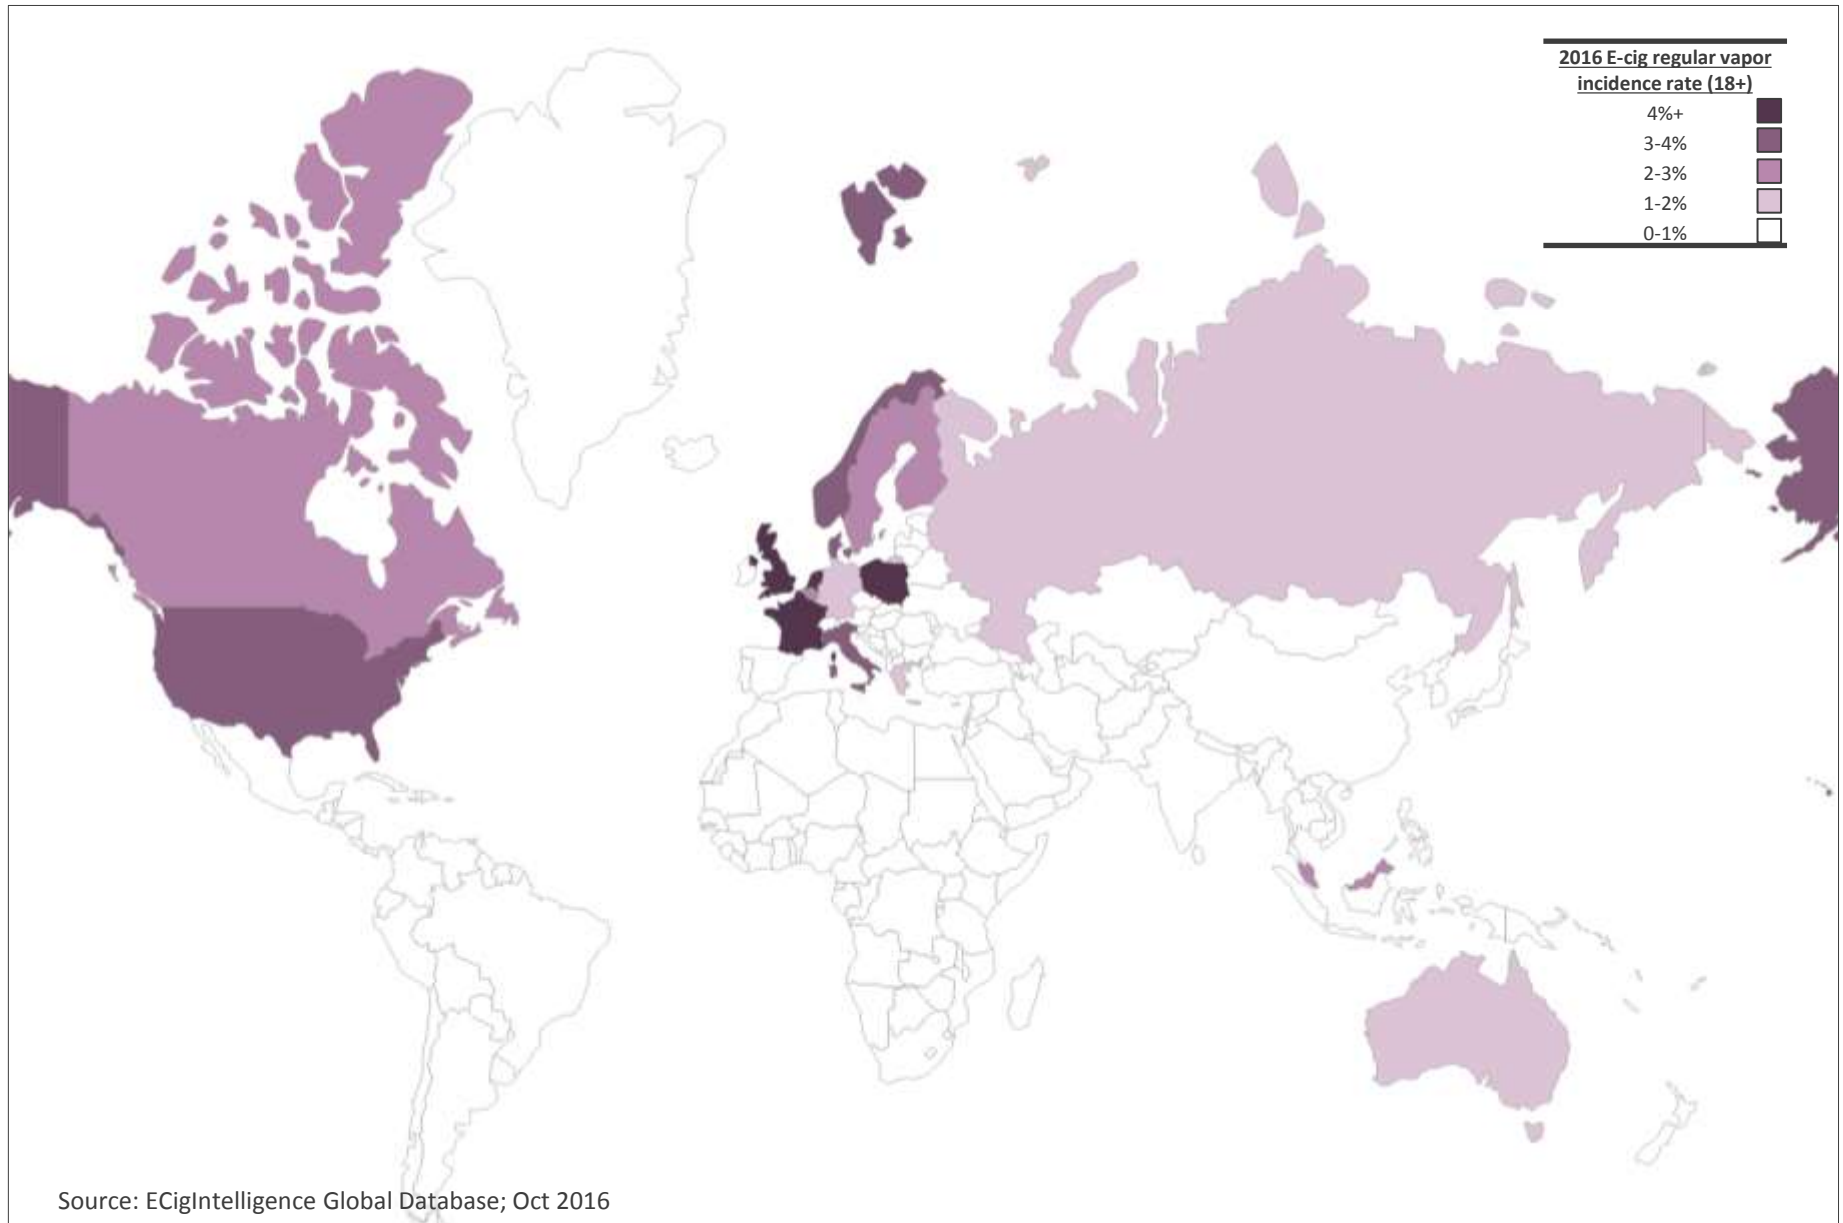 2016 E-cig regular vapor
incidence rate (18+)
4%+
3-4%
2-3%
1-2%
0-1%
Source: ECigIntelligence Global Database; Oct 2016